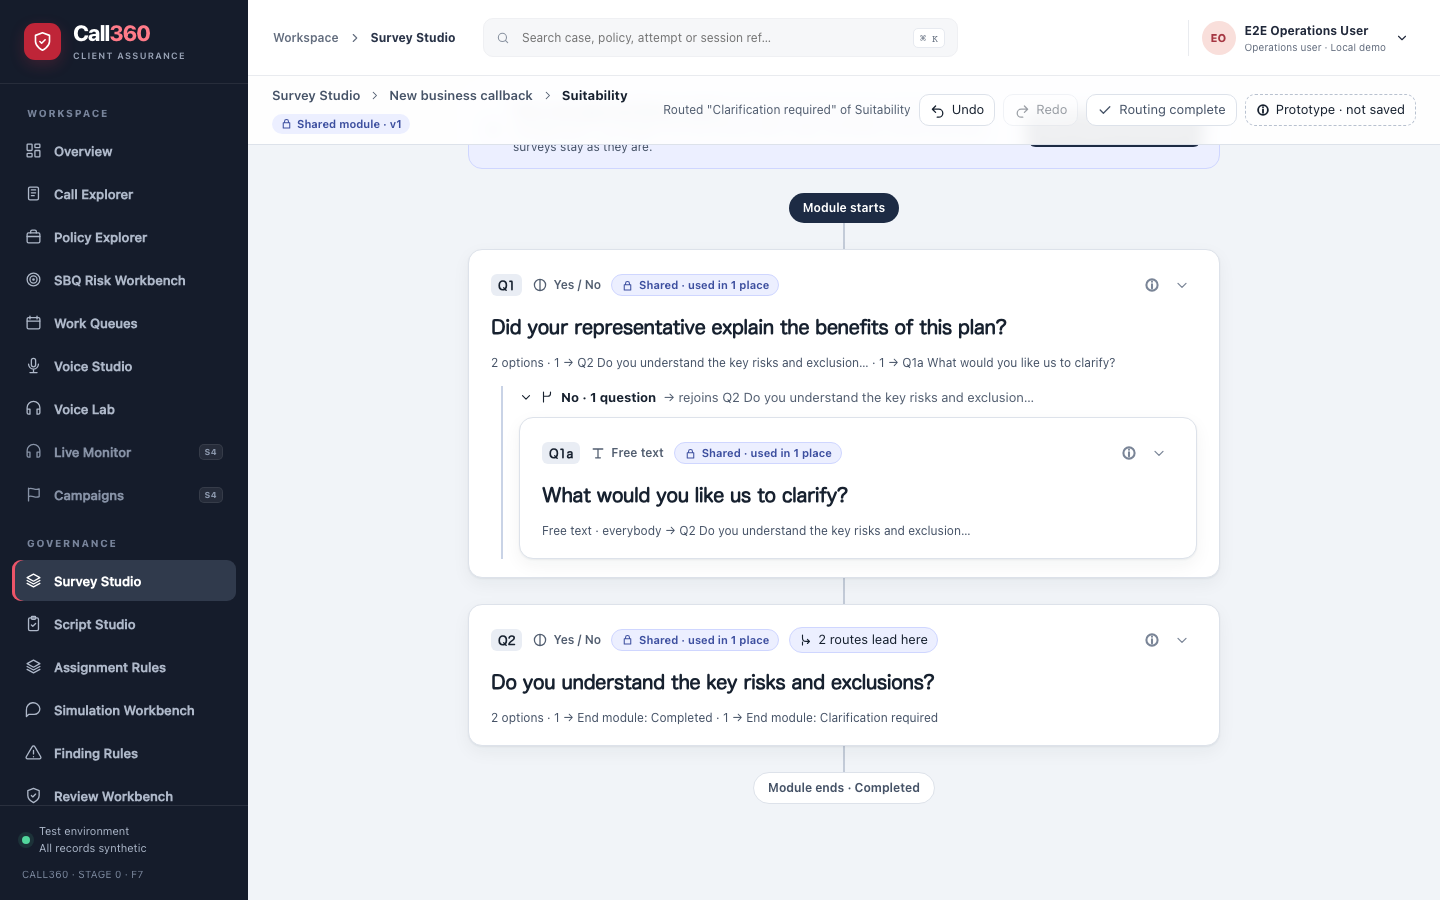 Call360
CLIENT ASSURANCE
WORKSPACE
Overview
Call Explorer
Policy Explorer
SBQ Risk Workbench
Work Queues
Voice Studio
Voice Lab
Live Monitor S4
Campaigns S4
GOVERNANCE
Survey Studio
Script Studio
Assignment Rules
Simulation Workbench
Finding Rules
Review Workbench
Test environment
All records synthetic
CALL360 · STAGE 0 · F7
Workspace > Survey Studio
Search case, policy, attempt or session ref...
⌘ K
EO
E2E Operations User
Operations user · Local demo
Survey Studio > New business callback > Suitability
Shared module · v1
Routed "Clarification required" of Suitability
Undo
Redo
Routing complete
Prototype · not saved
surveys stay as they are.
Module starts
Q1 Yes / No Shared · used in 1 place
Did your representative explain the benefits of this plan?
2 options · 1 → Q2 Do you understand the key risks and exclusion… · 1 → Q1a What would you like us to clarify?
No · 1 question → rejoins Q2 Do you understand the key risks and exclusion…
Q1a Free text Shared · used in 1 place
What would you like us to clarify?
Free text · everybody → Q2 Do you understand the key risks and exclusion…
Q2 Yes / No Shared · used in 1 place 2 routes lead here
Do you understand the key risks and exclusions?
2 options · 1 → End module: Completed · 1 → End module: Clarification required
Module ends · Completed